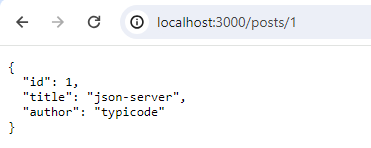 localhost:3000/posts/1
{
  "id": 1,
  "title": "json-server",
  "author": "typicode"
}